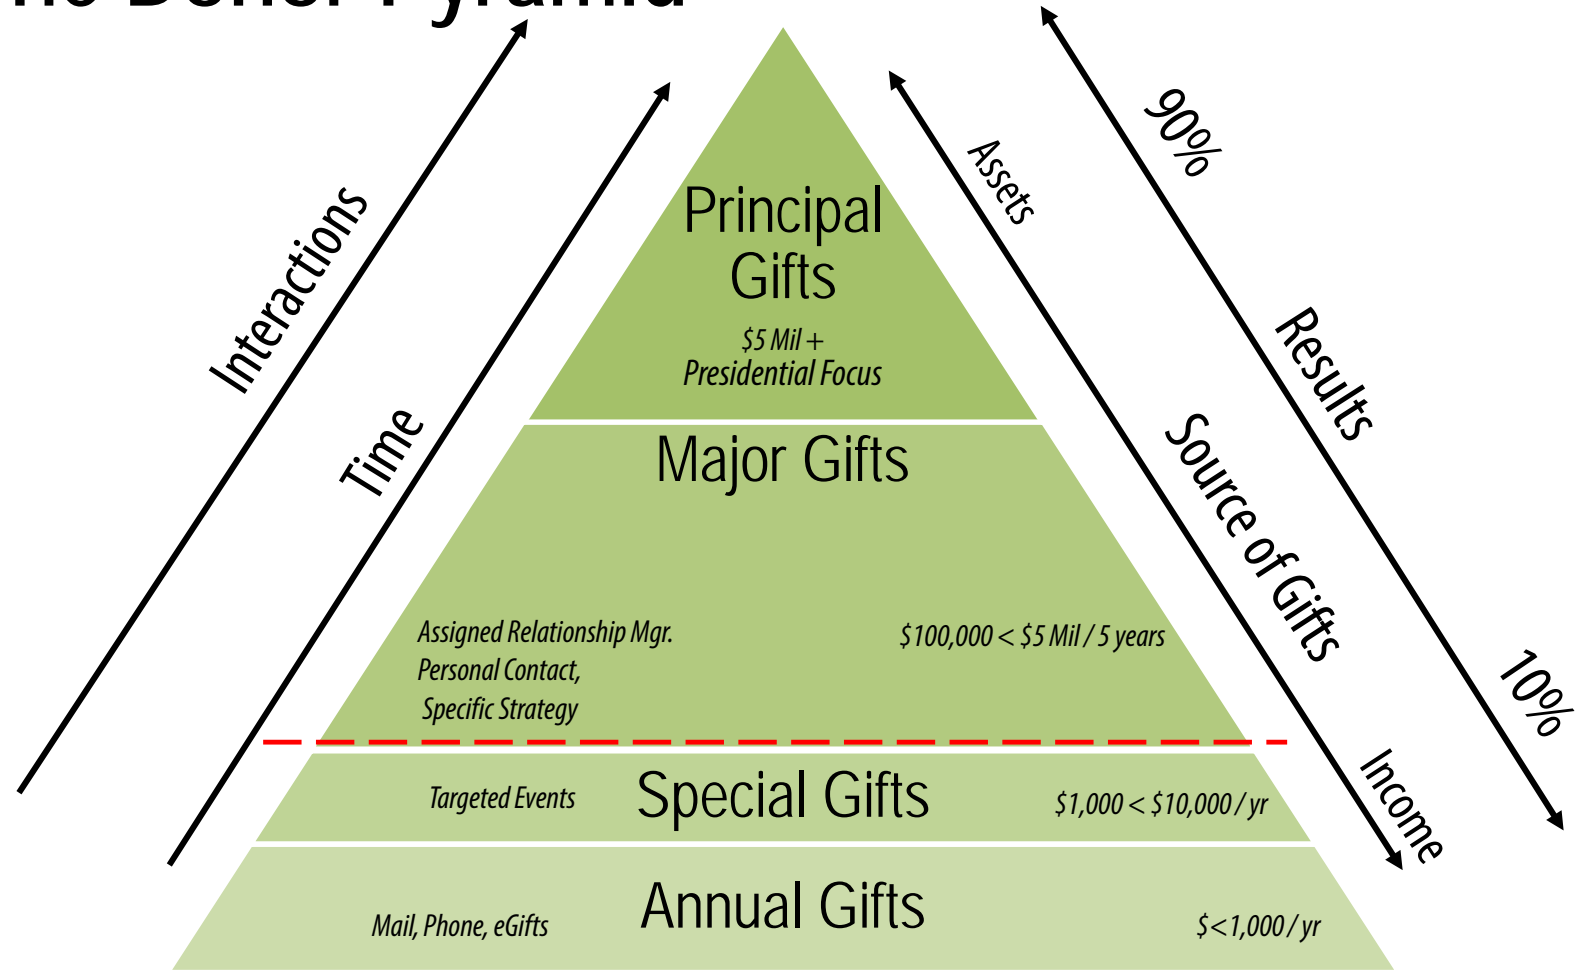 Donor Pyramid
Interactions
Time
Assets
90%
Results
Source of Gifts
10%
Income
Principal
Gifts
$5 Mil +
Presidential Focus
Major Gifts
Assigned Relationship Mgr.
Personal Contact,
Specific Strategy
$100,000 < $5 Mil / 5 years
Targeted Events
Special Gifts
$1,000 < $10,000 / yr
Mail, Phone, eGifts
Annual Gifts
$<1,000 / yr